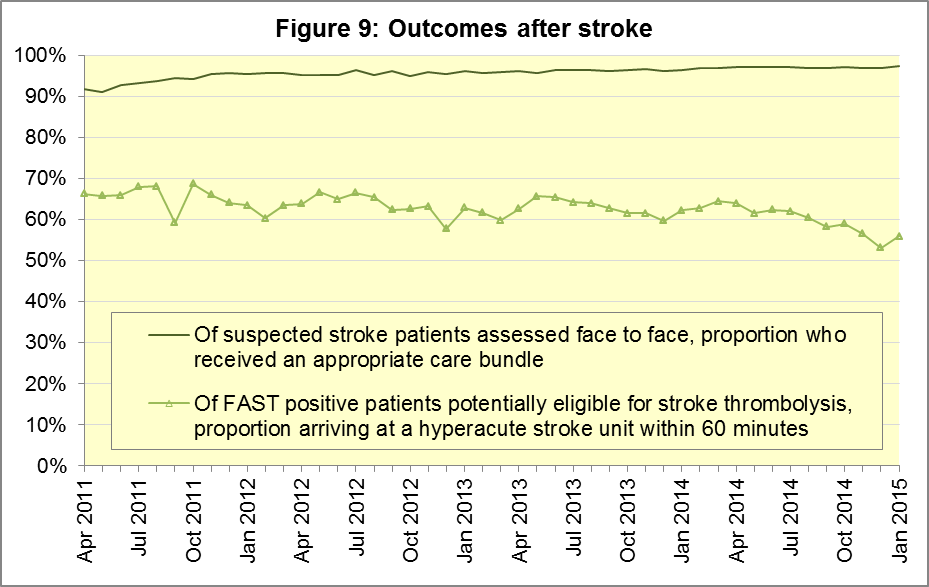 Figure 9: Outcomes after stroke
100%
90%
80%
70%
60%
50%
40%
30%
20%
10%
0%
Of suspected stroke patients assessed face to face, proportion who
received an appropriate care bundle
Of FAST positive patients potentially eligible for stroke thrombolysis,
proportion arriving at a hyperacute stroke unit within 60 minutes
Apr 2011
Jul 2011
Oct 2011
Jan 2012
Apr 2012
Jul 2012
Oct 2012
Jan 2013
Apr 2013
Jul 2013
Oct 2013
Jan 2014
Apr 2014
Jul 2014
Oct 2014
Jan 2015